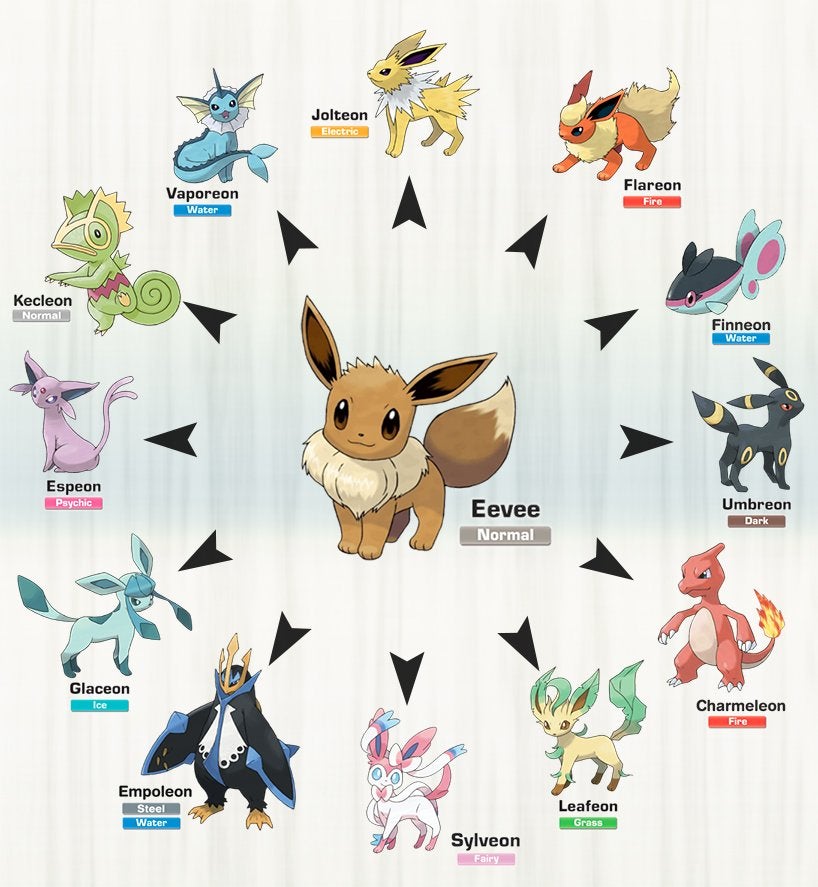 Jolteon
Electric
Vaporeon
Water
Flareon
Fire
Kecleon
Normal
Finneon
Water
Espeon
Psychic
Eevee
Normal
Umbreon
Dark
Glaceon
Ice
Charmeleon
Fire
Empoleon
Steel
Water
Leafeon
Grass
Sylveon
Fairy